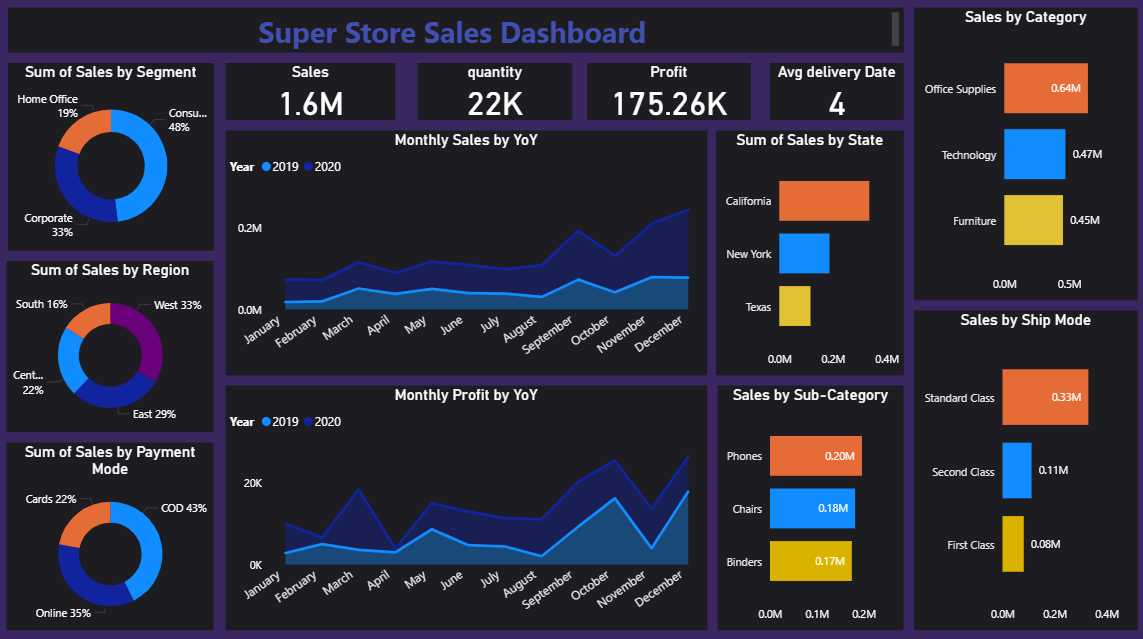 Super Store Sales Dashboard
Sum of Sales by Segment
Home Office
19%
Consu...
48%
Corporate
33%
Sales
1.6M
quantity
22K
Profit
175.26K
Avg delivery Date
4
Sum of Sales by Region
South 16%
West 33%
Cent...
22%
East 29%
Sum of Sales by Payment
Mode
Cards 22%
COD 43%
Online 35%
Monthly Sales by YoY
Year 2019 2020
0.2M
0.0M
January
February
March
April
May
June
July
August
September
October
November
December
Monthly Profit by YoY
Year 2019 2020
20K
0K
January
February
March
April
May
June
July
August
September
October
November
December
Sum of Sales by State
California
New York
Texas
0.0M 0.2M 0.4M
Sales by Sub-Category
Phones 0.20M
Chairs 0.18M
Binders 0.17M
0.0M 0.1M 0.2M
Sales by Category
Office Supplies 0.64M
Technology 0.47M
Furniture 0.45M
0.0M 0.5M
Sales by Ship Mode
Standard Class 0.33M
Second Class 0.11M
First Class 0.08M
0.0M 0.2M 0.4M